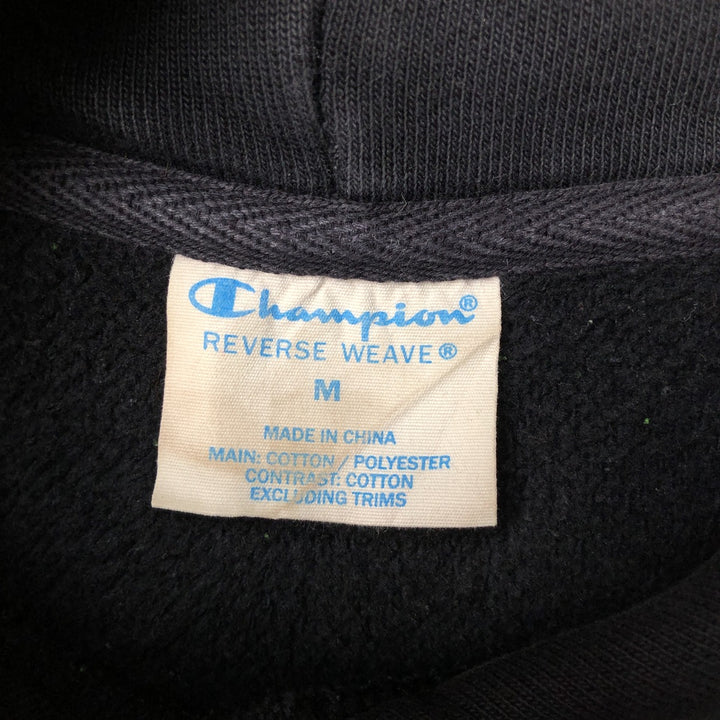 Champion®
REVERSE WEAVE®
M
MADE IN CHINA
MAIN: COTTON / POLYESTER
CONTRAST: COTTON
EXCLUDING TRIMS